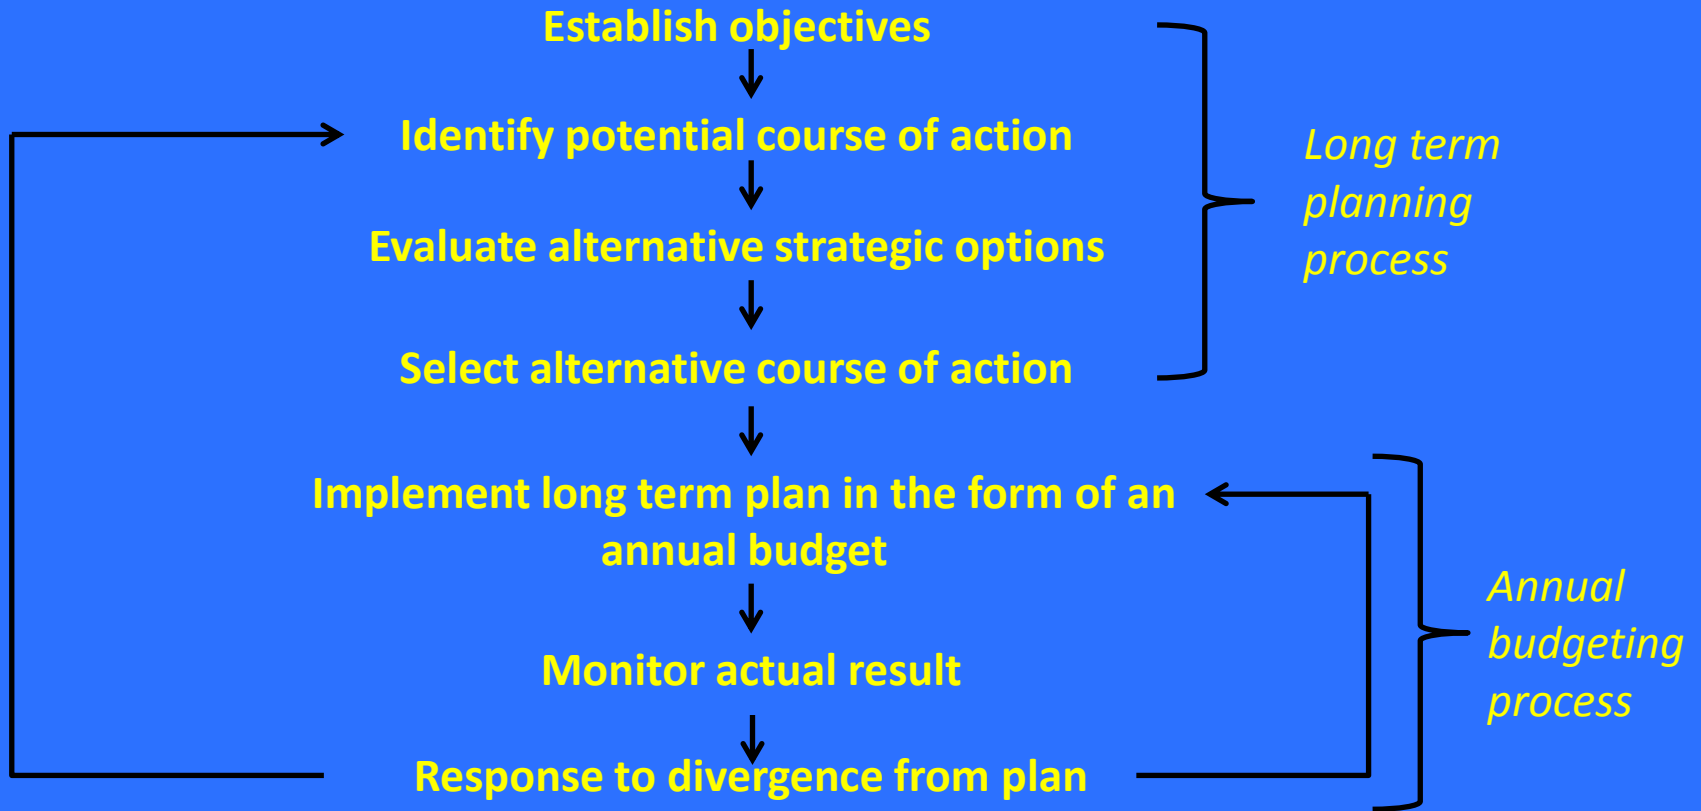 Establish objectives
Identify potential course of action
Long term
planning
process
Evaluate alternative strategic options
Select alternative course of action
Implement long term plan in the form of an
annual budget
Annual
budgeting
process
Monitor actual result
Response to divergence from plan